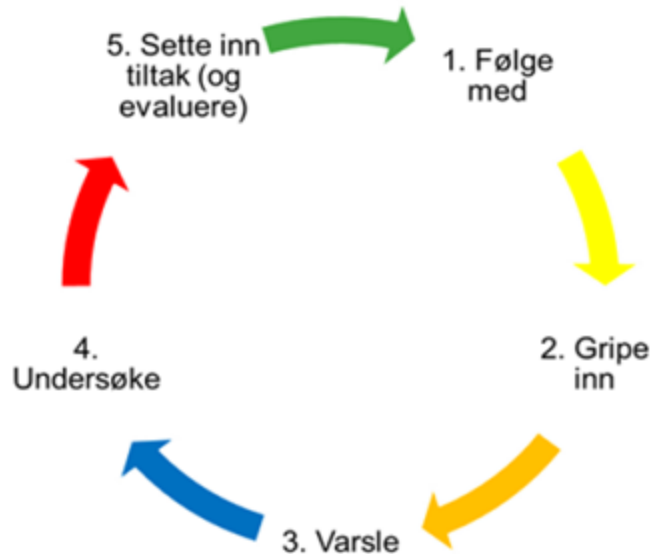 1. Følge
med
2. Gripe
inn
3. Varsle
4.
Undersøke
5. Sette inn
tiltak (og
evaluere)